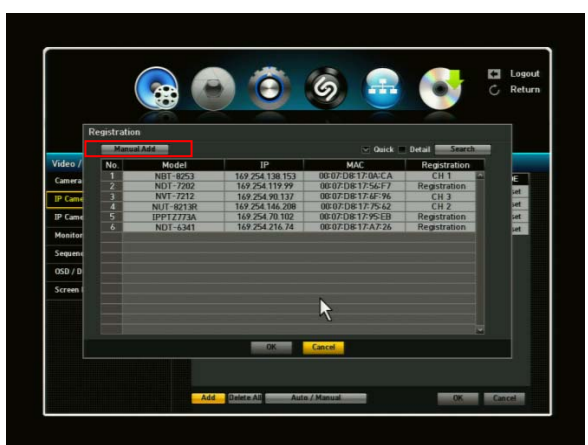 Logout
Return
Registration
Manual Add
Quick Detail Search
Video /
No. Model IP MAC Registration
1 NBT-8253 169.254.138.153 00:07:D8:17:0A:CA CH 1
2 NDT-7202 169.254.119.99 00:07:D8:17:56:F7 Registration
3 NVT-7212 169.254.90.137 00:07:D8:17:6F:96 CH 3
4 NUT-8213R 169.254.146.208 00:07:D8:17:75:62 CH 2
5 IPPTZ773A 169.254.70.102 00:07:D8:17:95:EB Registration
6 NDT-6341 169.254.216.74 00:07:D8:17:A7:26 Registration
Camera
IP Came
IP Came
Monitor
Sequen
OSD / D
Screen
OK Cancel
Add Delete All Auto / Manual OK Cancel